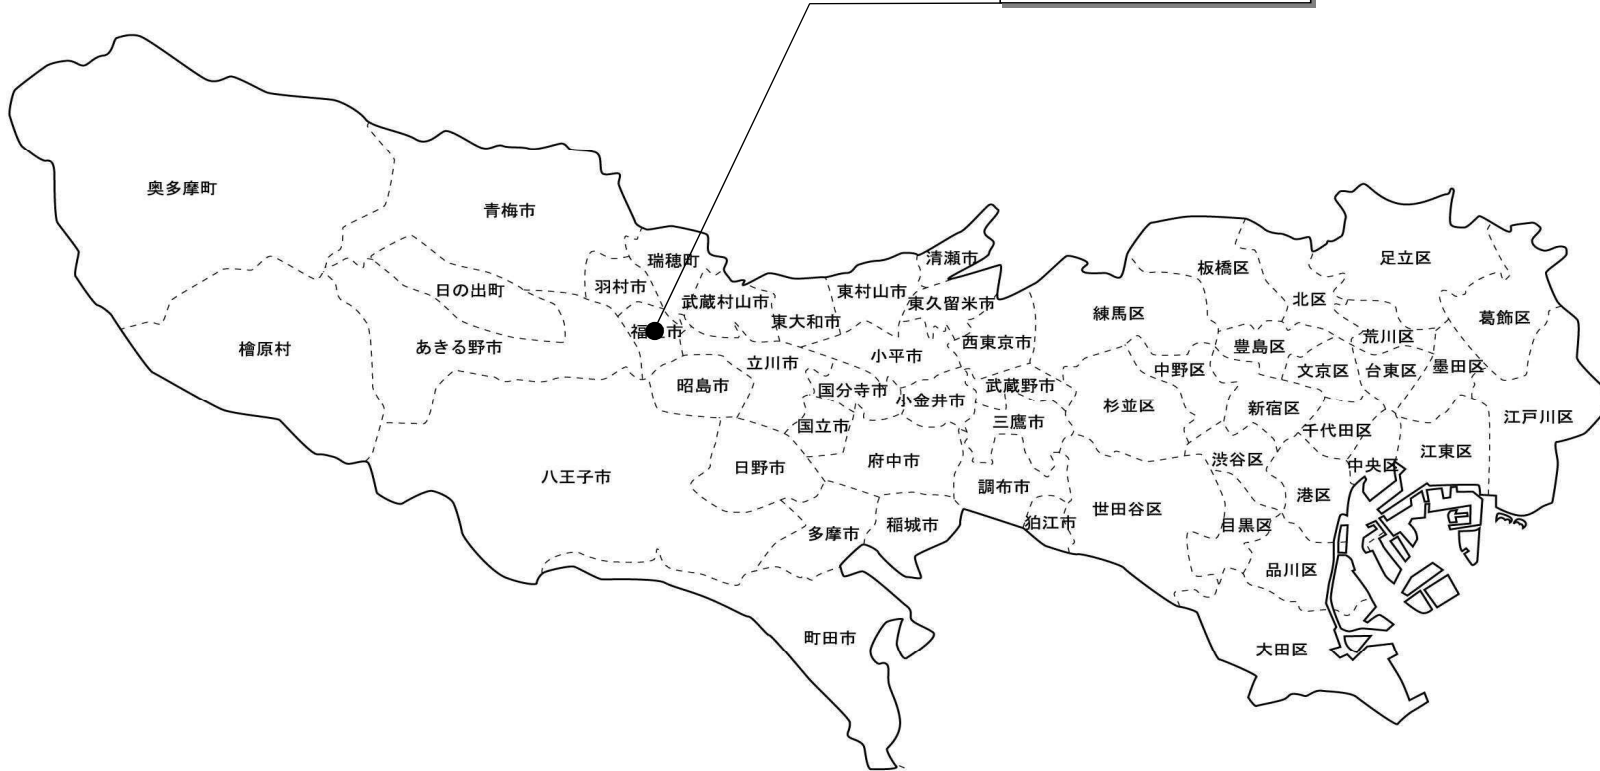 奥多摩町
青梅市
瑞穂町
清瀬市
板橋区
足立区
日の出町
羽村市
武蔵村山市
東村山市
東久留米市
北区
練馬区
葛飾区
檜原村
あきる野市
福生市
東大和市
西東京市
豊島区
荒川区
立川市
小平市
中野区
文京区
台東区
墨田区
昭島市
国分寺市
小金井市
武蔵野市
杉並区
新宿区
江戸川区
国立市
三鷹市
千代田区
日野市
府中市
渋谷区
中央区
江東区
八王子市
調布市
港区
世田谷区
多摩市
稲城市
狛江市
目黒区
品川区
町田市
大田区